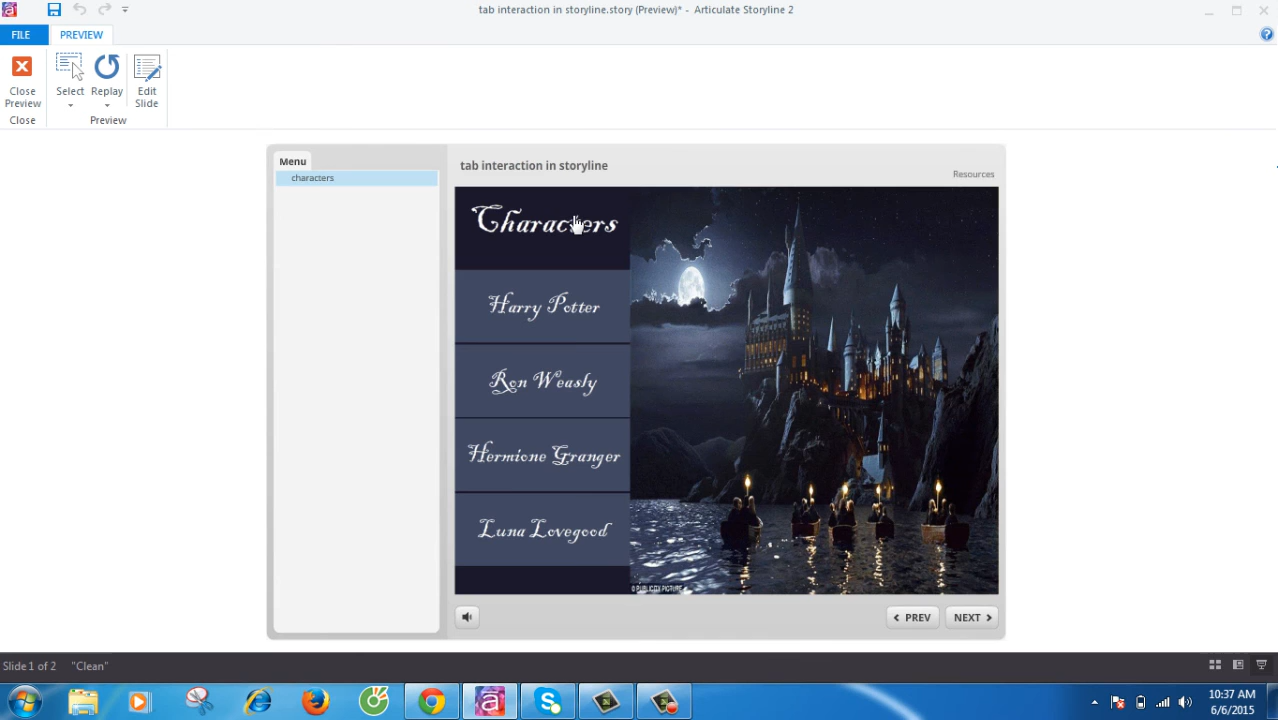 tab interaction in storyline.story (Preview)* - Articulate Storyline 2
FILE
PREVIEW
Close Preview
Select
Replay
Edit Slide
Close
Preview
Menu
characters
tab interaction in storyline
Resources
Characters
Harry Potter
Ron Weasly
Hermione Granger
Luna Lovegood
© PUBLICITY PICTURE
PREV
NEXT
Slide 1 of 2
"Clean"
10:37 AM
6/6/2015